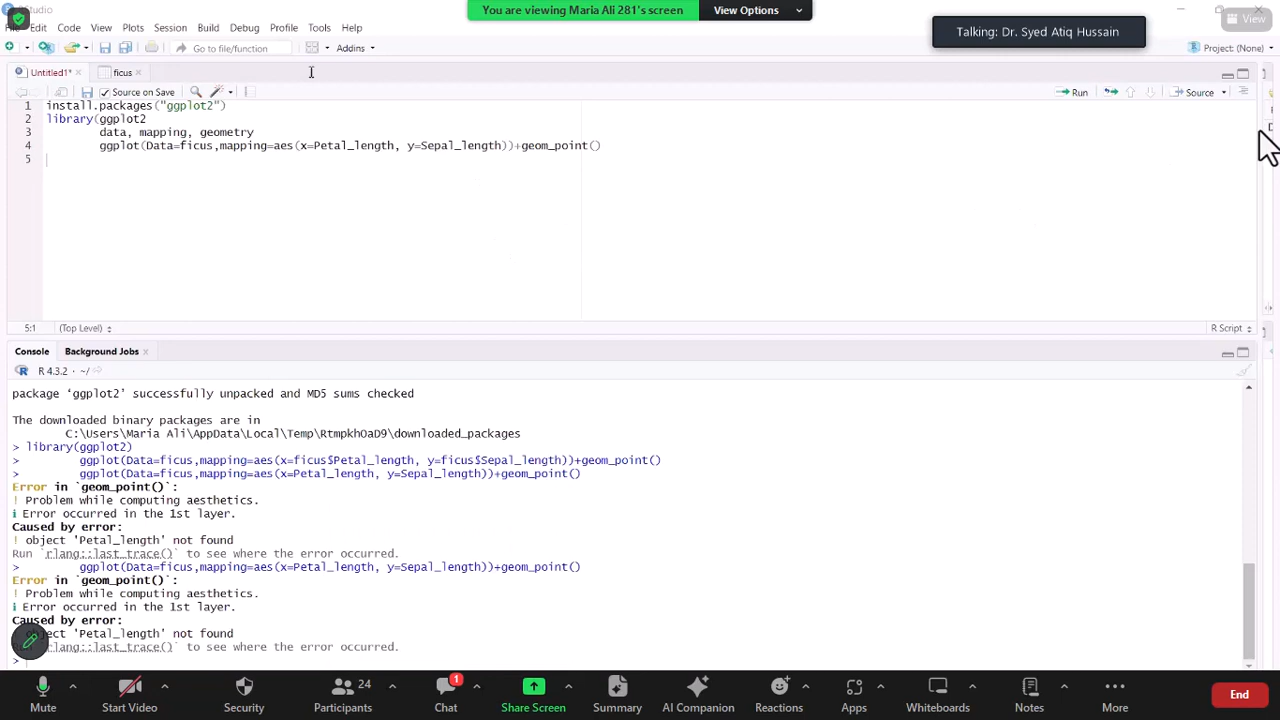 RStudio
You are viewing Maria Ali 281's screen
View Options
View
Talking: Dr. Syed Atiq Hussain
File Edit Code View Plots Session Build Debug Profile Tools Help
Go to file/function
Addins
Project: (None)
Untitled1*
ficus
Source on Save
Run
Source
1 install.packages("ggplot2")
2 library(ggplot2
3 data, mapping, geometry
4 ggplot(Data=ficus,mapping=aes(x=Petal_length, y=Sepal_length))+geom_point()
5
5:1 (Top Level)
R Script
Console Background Jobs
R 4.3.2 · ~/
package ‘ggplot2’ successfully unpacked and MD5 sums checked
The downloaded binary packages are in
C:\Users\Maria Ali\AppData\Local\Temp\RtmpkhOaD9\downloaded_packages
> library(ggplot2)
> ggplot(Data=ficus,mapping=aes(x=ficus$Petal_length, y=ficus$Sepal_length))+geom_point()
> ggplot(Data=ficus,mapping=aes(x=Petal_length, y=Sepal_length))+geom_point()
Error in `geom_point()`:
! Problem while computing aesthetics.
ℹ Error occurred in the 1st layer.
Caused by error:
! object 'Petal_length' not found
Run `rlang::last_trace()` to see where the error occurred.
> ggplot(Data=ficus,mapping=aes(x=Petal_length, y=Sepal_length))+geom_point()
Error in `geom_point()`:
! Problem while computing aesthetics.
ℹ Error occurred in the 1st layer.
Caused by error:
object 'Petal_length' not found
rlang::last_trace()` to see where the error occurred.
>
Mute
Start Video
Security
24
Participants
1
Chat
Share Screen
Summary
AI Companion
Reactions
Apps
Whiteboards
Notes
More
End